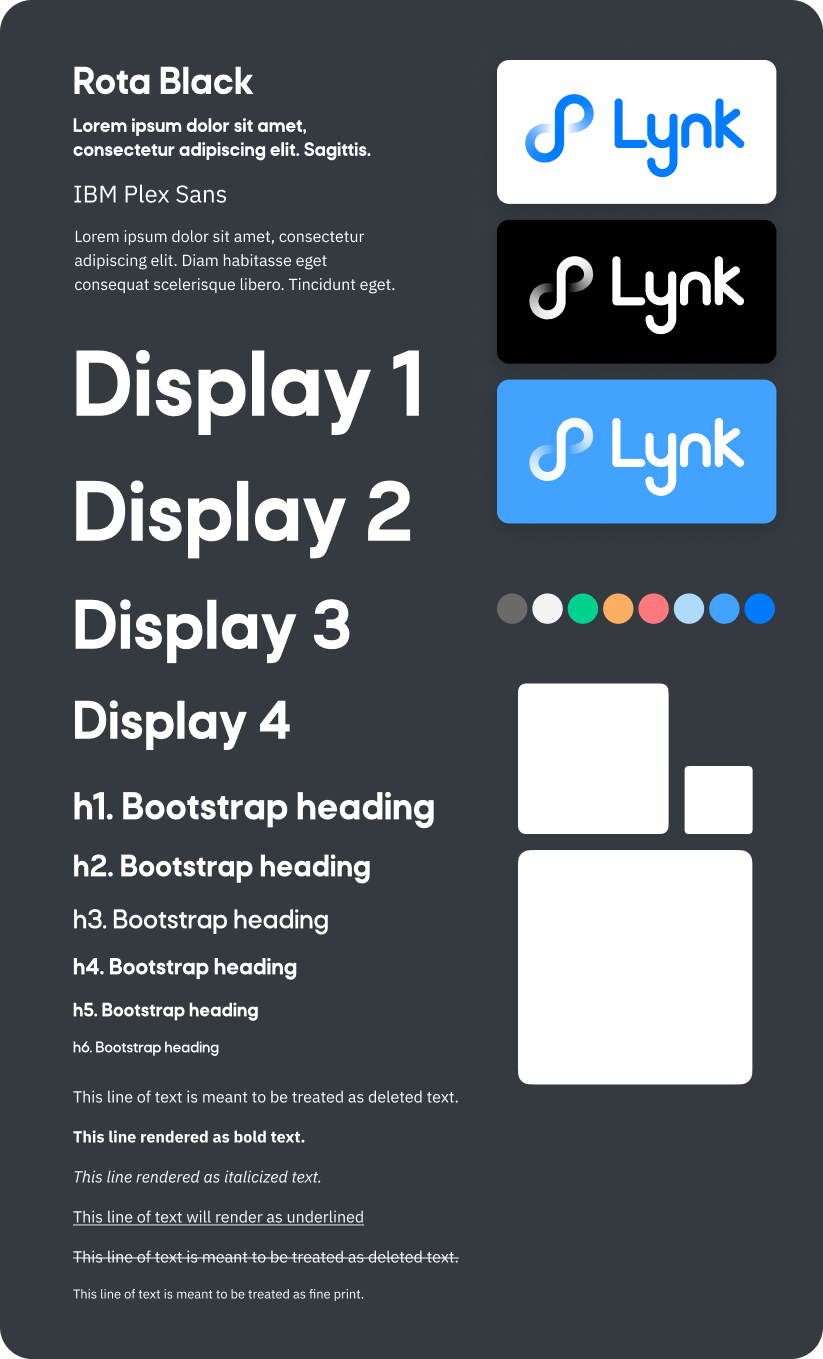 Rota Black
Lorem ipsum dolor sit amet,
consectetur adipiscing elit. Sagittis.
IBM Plex Sans
Lorem ipsum dolor sit amet, consectetur
adipiscing elit. Diam habitasse eget
consequat scelerisque libero. Tincidunt eget.
Display 1
Display 2
Display 3
Display 4
h1. Bootstrap heading
h2. Bootstrap heading
h3. Bootstrap heading
h4. Bootstrap heading
h5. Bootstrap heading
h6. Bootstrap heading
This line of text is meant to be treated as deleted text.
This line rendered as bold text.
This line rendered as italicized text.
This line of text will render as underlined
This line of text is meant to be treated as deleted text.
This line of text is meant to be treated as fine print.
Lynk
Lynk
Lynk